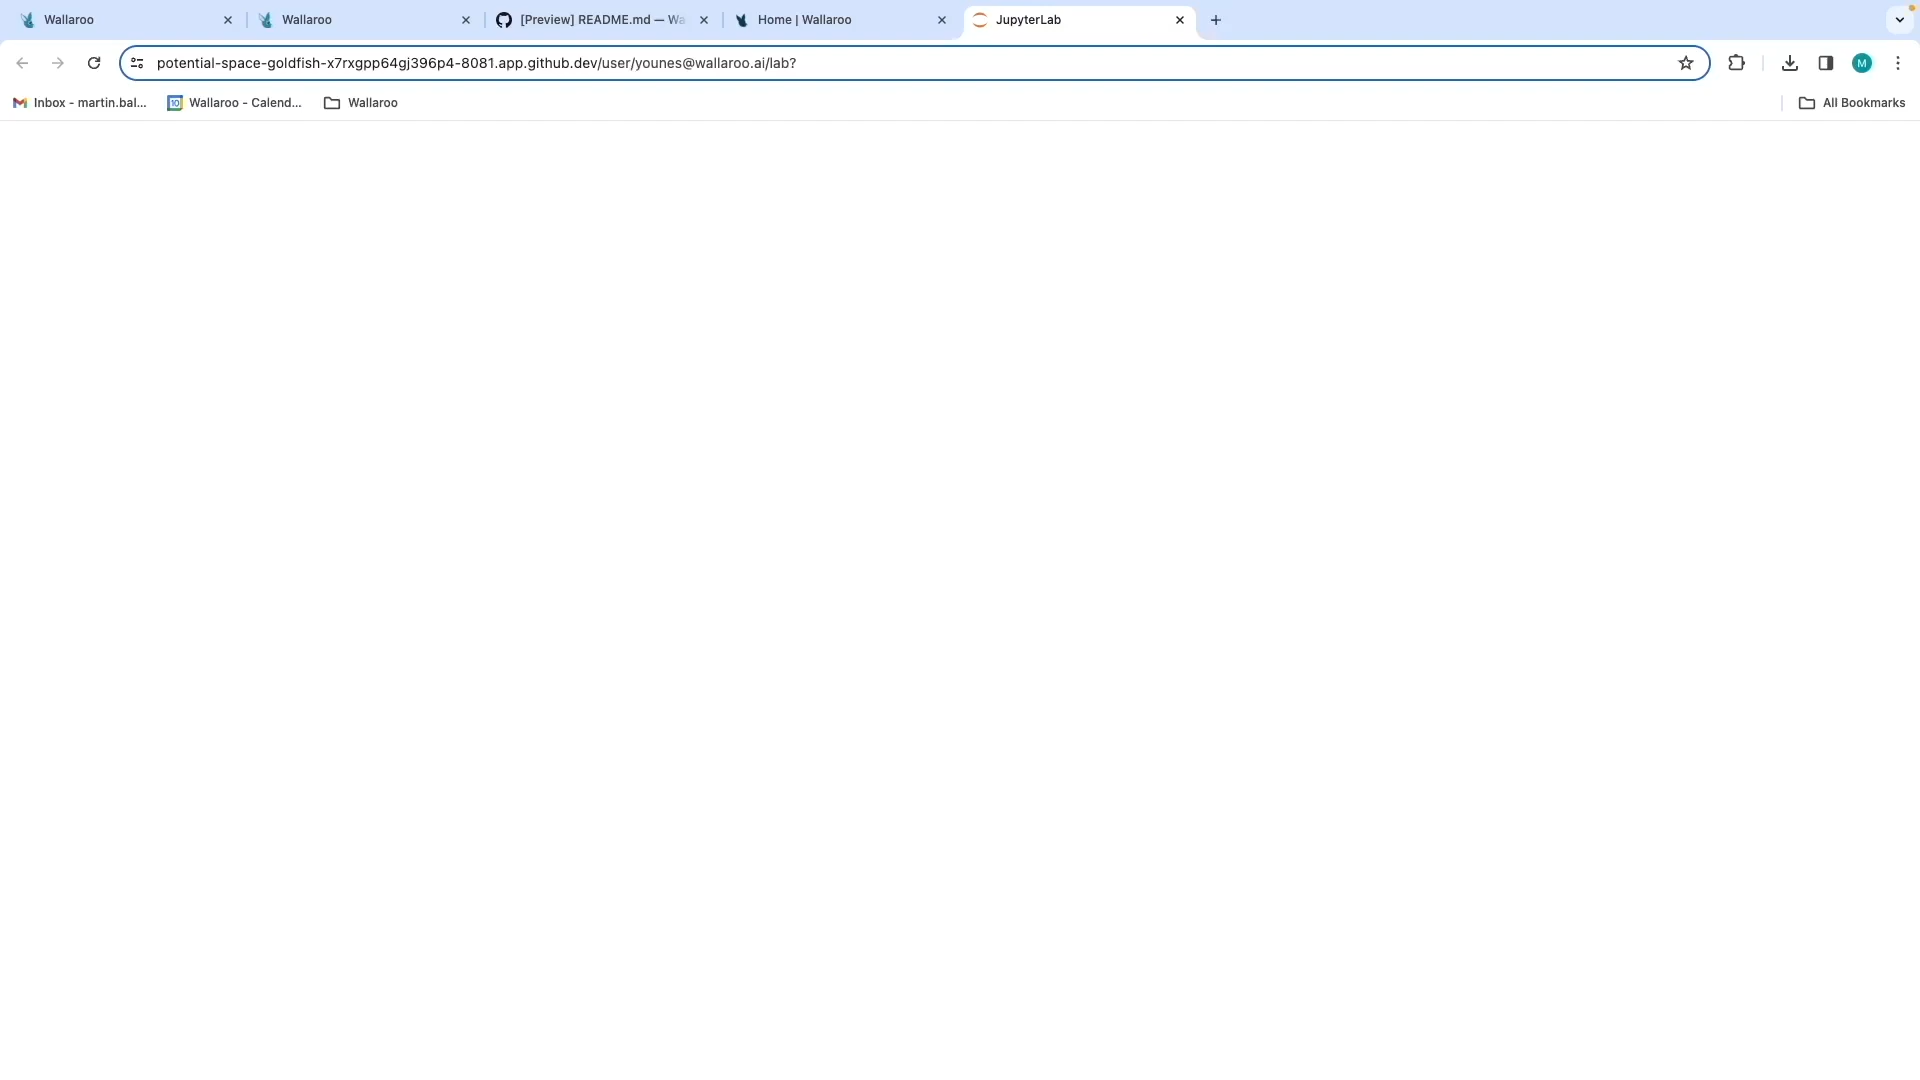 Wallaroo
Wallaroo
[Preview] README.md — Wa
Home | Wallaroo
JupyterLab
potential-space-goldfish-x7rxgpp64gj396p4-8081.app.github.dev/user/younes@wallaroo.ai/lab?
M
Inbox - martin.bal...
10
Wallaroo - Calend...
Wallaroo
All Bookmarks